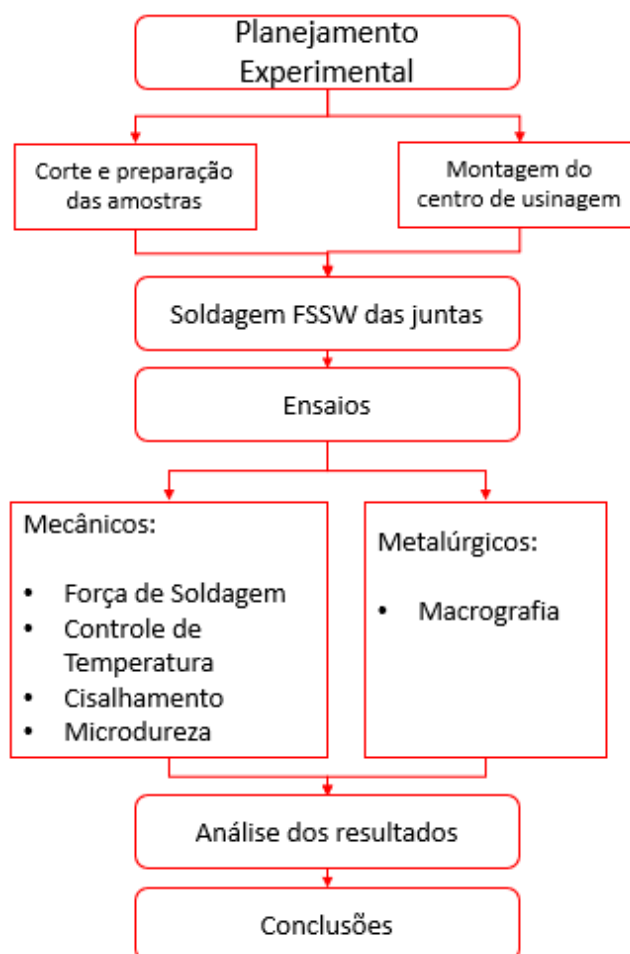 Planejamento
Experimental
Corte e preparação
das amostras
Montagem do
centro de usinagem
Soldagem FSSW das juntas
Ensaios
Mecânicos:
• Força de Soldagem
• Controle de
Temperatura
• Cisalhamento
• Microdureza
Metalúrgicos:
• Macrografia
Análise dos resultados
Conclusões